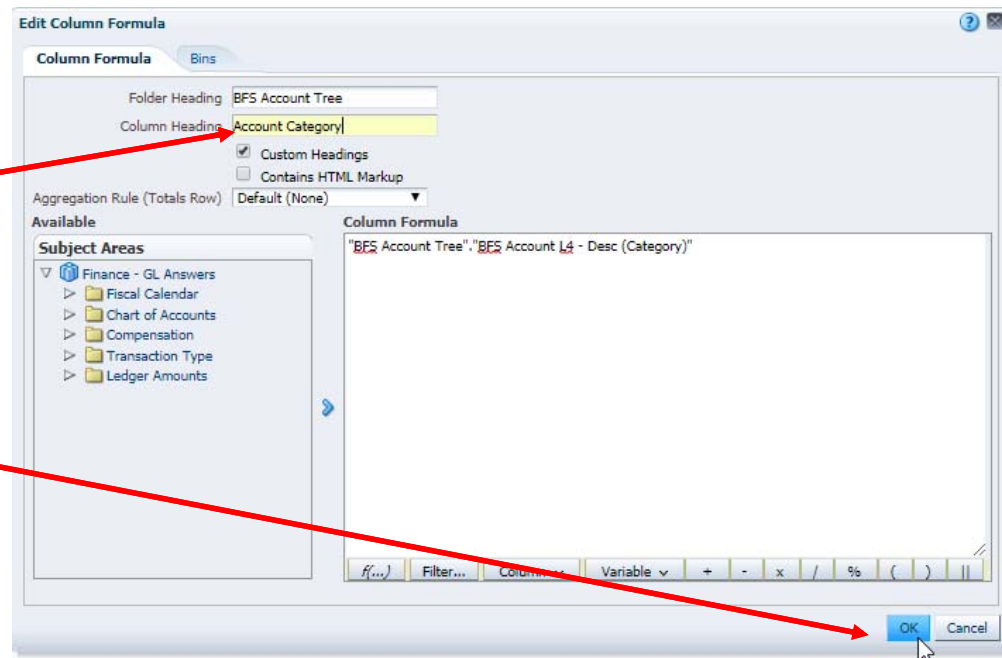 Edit Column Formula
Column Formula Bins
Folder Heading BFS Account Tree
Column Heading Account Category
Custom Headings
Contains HTML Markup
Aggregation Rule (Totals Row) Default (None)
Available Column Formula
Subject Areas
"BFS Account Tree"."BFS Account L4 - Desc (Category)"
Finance - GL Answers
Fiscal Calendar
Chart of Accounts
Compensation
Transaction Type
Ledger Amounts
f(...) Filter... Column Variable + - x / % ( ) ||
OK Cancel